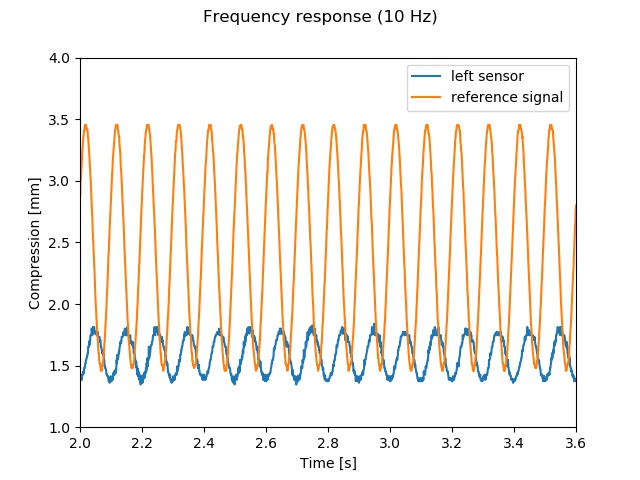 Frequency response (10 Hz)
4.0
3.5
3.0
2.5
2.0
1.5
1.0
Compression [mm]
left sensor
reference signal
2.0 2.2 2.4 2.6 2.8 3.0 3.2 3.4 3.6
Time [s]